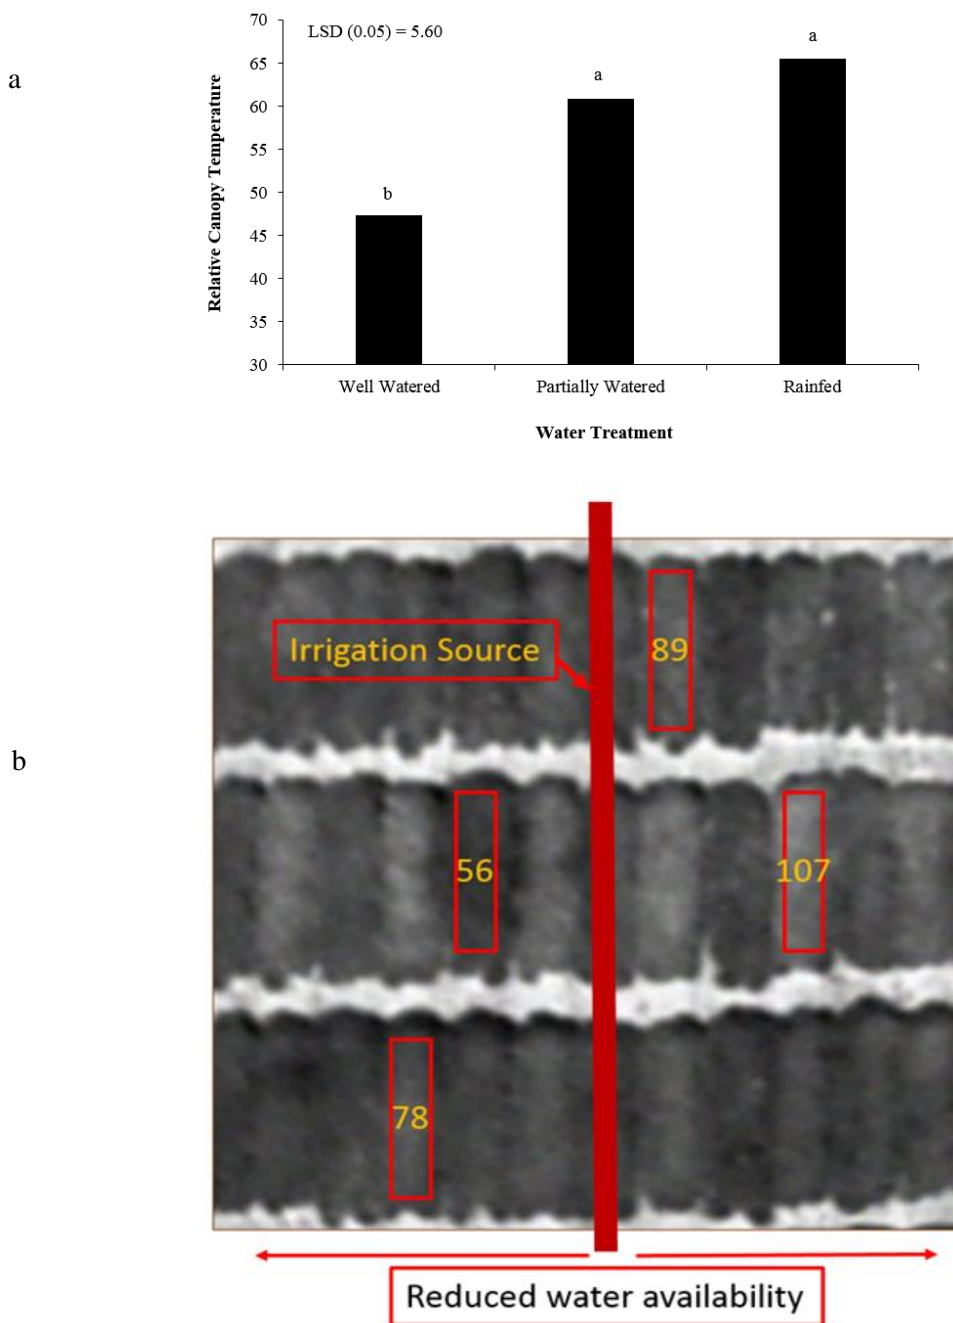 a
LSD (0.05) = 5.60
Relative Canopy Temperature
70
65
60
55
50
45
40
35
30
b
a
a
Well Watered
Partially Watered
Rainfed
Water Treatment
b
Irrigation Source
89
56
107
78
Reduced water availability